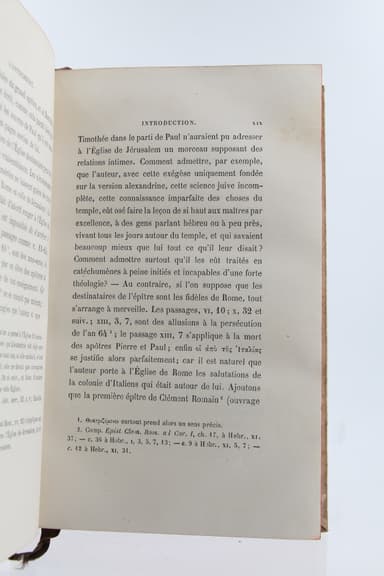 INTRODUCTION. XIX
Timothée dans le parti de Paul n'auraient pu adresser
à l'Église de Jérusalem un morceau supposant des
relations intimes. Comment admettre, par exemple,
que l'auteur, avec cette exégèse uniquement fondée
sur la version alexandrine, cette science juive incom-
plète, cette connaissance imparfaite des choses du
temple, eût osé faire la leçon de si haut aux maîtres par
excellence, à des gens parlant hébreu ou à peu près,
vivant tous les jours autour du temple, et qui savaient
beaucoup mieux que lui tout ce qu'il leur disait?
Comment admettre surtout qu'il les eût traités en
catéchumènes à peine initiés et incapables d'une forte
théologie? — Au contraire, si l'on suppose que les
destinataires de l'épître sont les fidèles de Rome, tout
s'arrange à merveille. Les passages, VI, 10; X, 32 et
suiv.; XIII, 3, 7, sont des allusions à la persécution
de l'an 64 ¹; le passage XIII, 7 s'applique à la mort
des apôtres Pierre et Paul; enfin οἱ ἀπὸ τῆς Ἰταλίας
se justifie alors parfaitement; car il est naturel que
l'auteur porte à l'Église de Rome les salutations de
la colonie d'Italiens qui était autour de lui. Ajoutons
que la première épître de Clément Romain ² (ouvrage
1. Θεατριζόμενοι surtout prend alors un sens précis.
2. Comp. Epist. Clem. Rom. ad Cor. I, ch. 17, à Hebr., XI,
37; — c. 36 à Hebr., I, 3, 5, 7, 13; — c. 9 à Hebr., XI, 5, 7; —
c. 12 à Hebr., XI, 31.